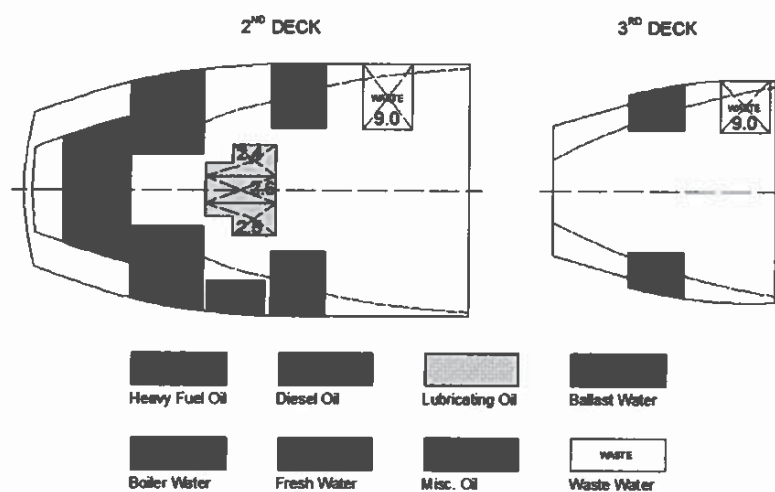 2ND DECK
3RD DECK
WASTE
9.0
WASTE
9.0
2.4
2.6
Heavy Fuel Oil
Diesel Oil
Lubricating Oil
Ballast Water
WASTE
Boiler Water
Fresh Water
Misc. Oil
Waste Water